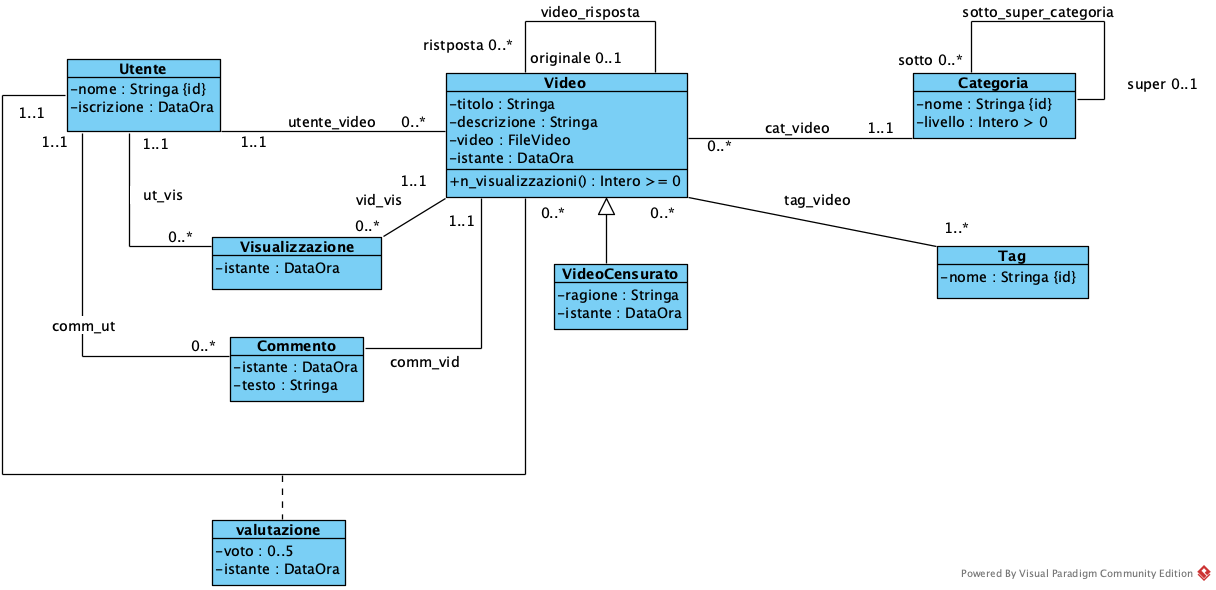 video_risposta
sotto_super_categoria
ristposta 0..*
originale 0..1
sotto 0..*
super 0..1
Utente
-nome : Stringa {id}
-iscrizione : DataOra
Video
-titolo : Stringa
-descrizione : Stringa
-video : FileVideo
-istante : DataOra
+n_visualizzazioni() : Intero >= 0
Categoria
-nome : Stringa {id}
-livello : Intero > 0
1..1
1..1
1..1
1..1
utente_video
0..*
cat_video
1..1
0..*
ut_vis
0..*
1..1
vid_vis
0..*
1..1
0..*
0..*
tag_video
1..*
Visualizzazione
-istante : DataOra
VideoCensurato
-ragione : Stringa
-istante : DataOra
Tag
-nome : Stringa {id}
comm_ut
0..*
Commento
-istante : DataOra
-testo : Stringa
comm_vid
valutazione
-voto : 0..5
-istante : DataOra
Powered By Visual Paradigm Community Edition